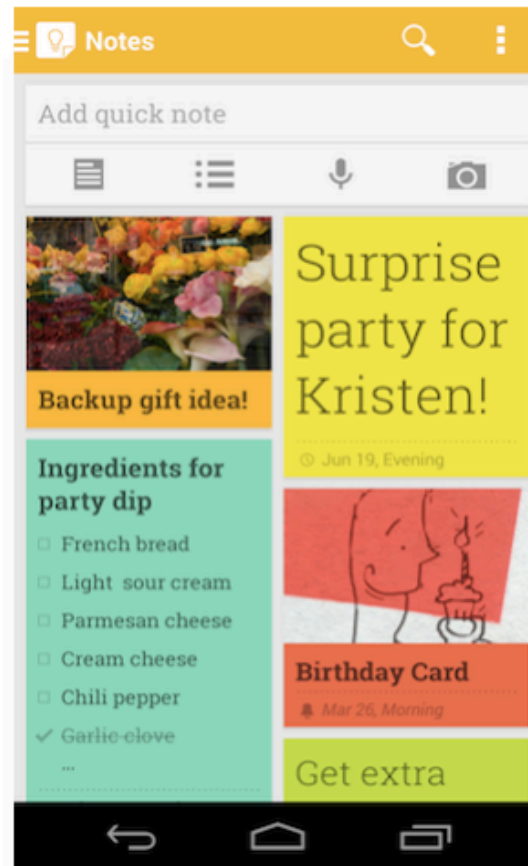 Notes
Add quick note
Backup gift idea!
Surprise
party for
Kristen!
Jun 19, Evening
Ingredients for
party dip
French bread
Light sour cream
Parmesan cheese
Cream cheese
Chili pepper
Garlic clove
...
Birthday Card
Mar 26, Morning
Get extra